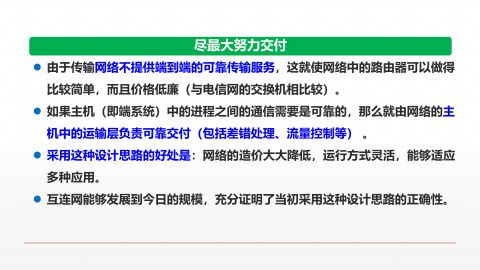 尽最大努力交付
由于传输网络不提供端到端的可靠传输服务，这就使网络中的路由器可以做得
比较简单，而且价格低廉（与电信网的交换机相比较）。
如果主机（即端系统）中的进程之间的通信需要是可靠的，那么就由网络的主
机中的运输层负责可靠交付（包括差错处理、流量控制等） 。
采用这种设计思路的好处是：网络的造价大大降低，运行方式灵活，能够适应
多种应用。
互连网能够发展到今日的规模，充分证明了当初采用这种设计思路的正确性。